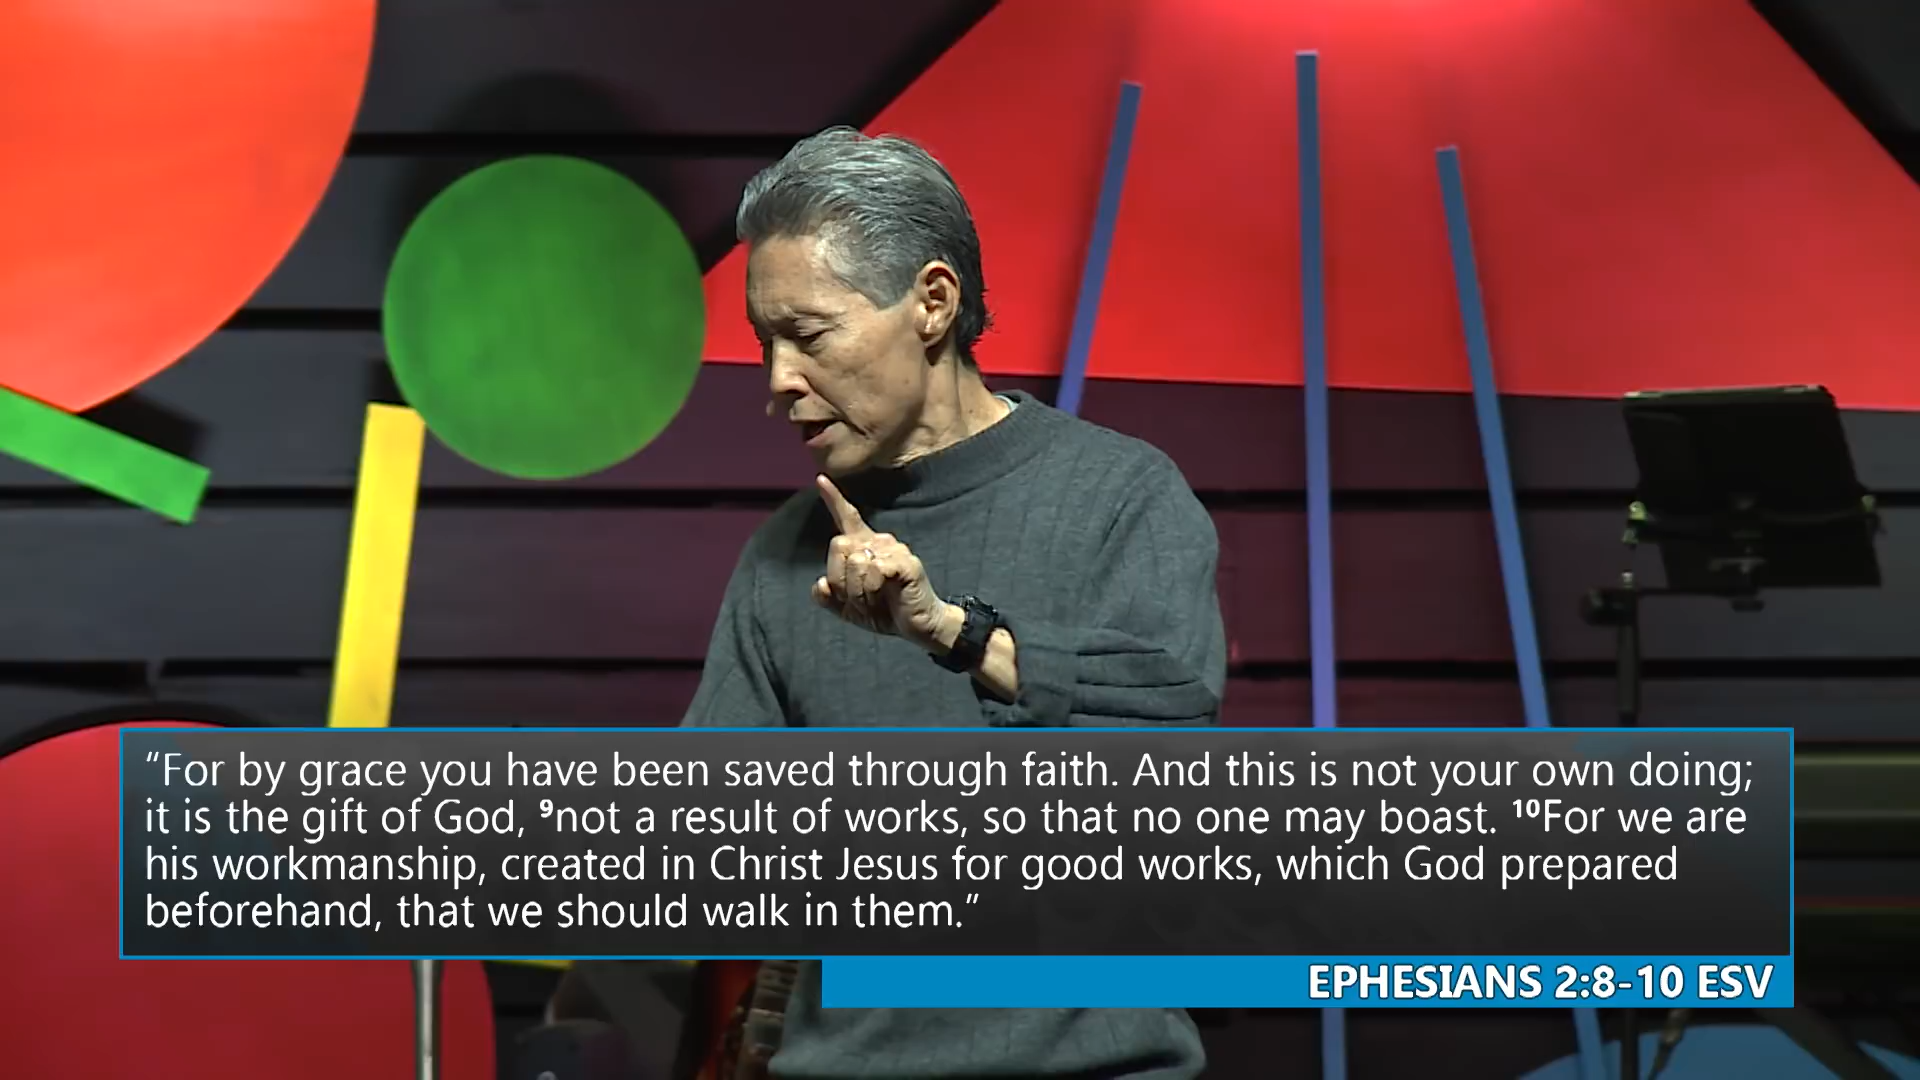 “For by grace you have been saved through faith. And this is not your own doing;
it is the gift of God, ⁹not a result of works, so that no one may boast. ¹⁰For we are
his workmanship, created in Christ Jesus for good works, which God prepared
beforehand, that we should walk in them.”
EPHESIANS 2:8-10 ESV